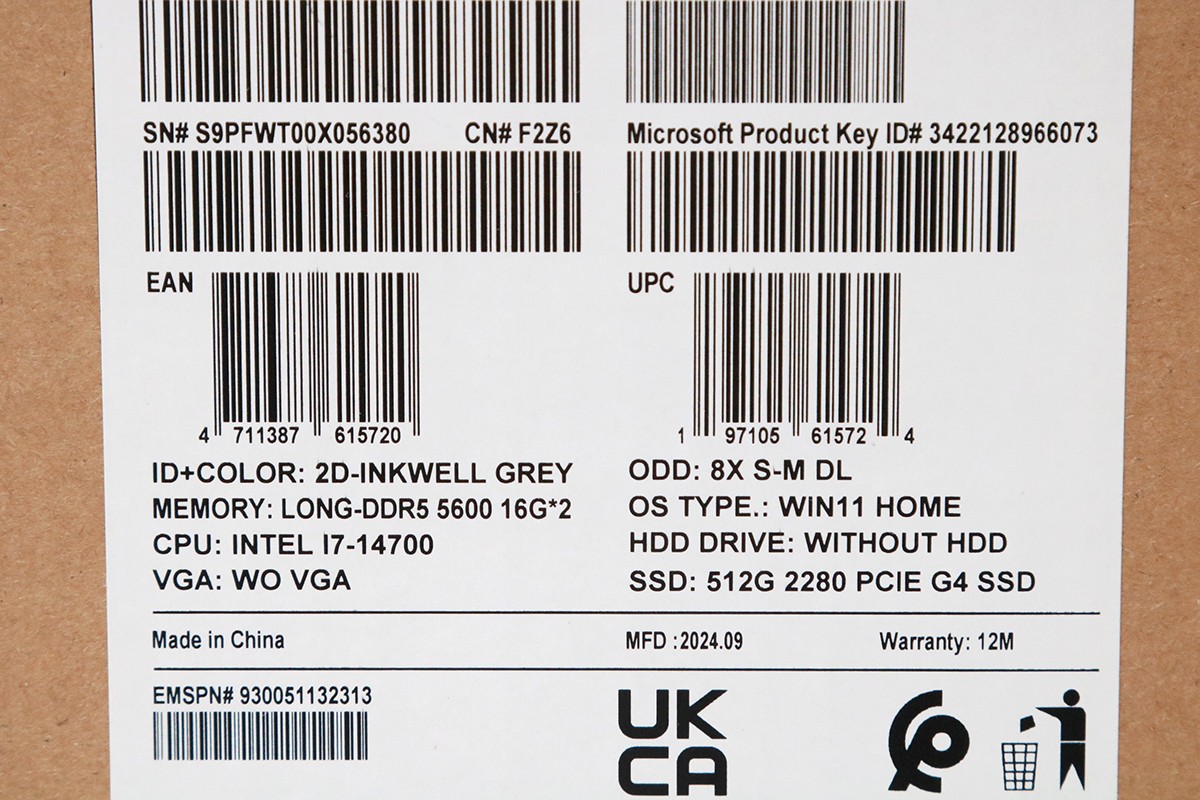 SN# S9PFWT00X056380 CN# F2Z6
Microsoft Product Key ID# 3422128966073
EAN
4 711387 615720
UPC
1 97105 61572 4
ID+COLOR: 2D-INKWELL GREY
MEMORY: LONG-DDR5 5600 16G*2
CPU: INTEL I7-14700
VGA: WO VGA
ODD: 8X S-M DL
OS TYPE.: WIN11 HOME
HDD DRIVE: WITHOUT HDD
SSD: 512G 2280 PCIE G4 SSD
Made in China
MFD :2024.09
Warranty: 12M
EMSPN# 930051132313
UK
CA